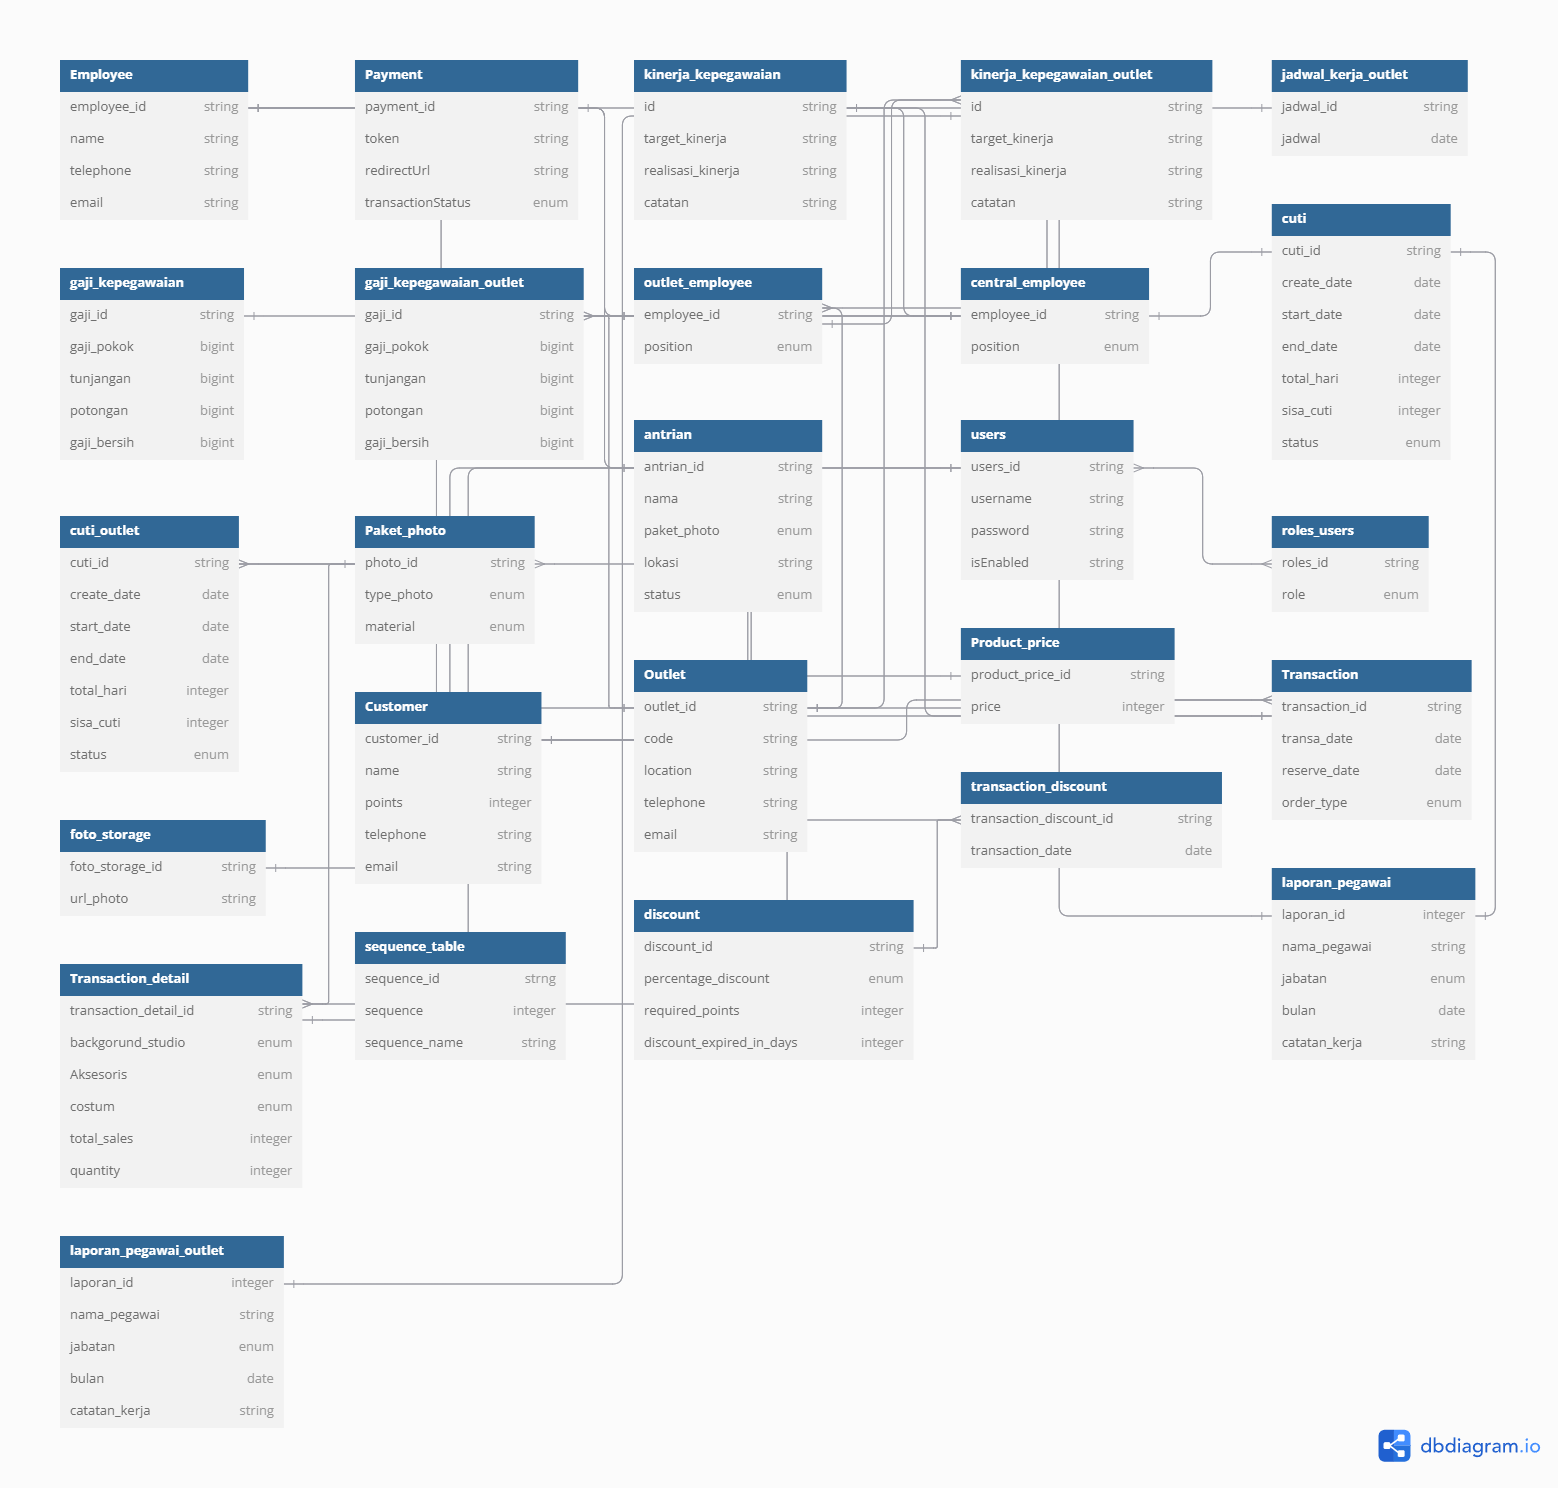 Employee
employee_id string
name string
telephone string
email string
Payment
payment_id string
token string
redirectUrl string
transactionStatus enum
kinerja_kepegawaian
id string
target_kinerja string
realisasi_kinerja string
catatan string
kinerja_kepegawaian_outlet
id string
target_kinerja string
realisasi_kinerja string
catatan string
jadwal_kerja_outlet
jadwal_id string
jadwal date
cuti
cuti_id string
create_date date
start_date date
end_date date
total_hari integer
sisa_cuti integer
status enum
gaji_kepegawaian
gaji_id string
gaji_pokok bigint
tunjangan bigint
potongan bigint
gaji_bersih bigint
gaji_kepegawaian_outlet
gaji_id string
gaji_pokok bigint
tunjangan bigint
potongan bigint
gaji_bersih bigint
outlet_employee
employee_id string
position enum
central_employee
employee_id string
position enum
antrian
antrian_id string
nama string
paket_photo enum
lokasi string
status enum
users
users_id string
username string
password string
isEnabled string
roles_users
roles_id string
role enum
cuti_outlet
cuti_id string
create_date date
start_date date
end_date date
total_hari integer
sisa_cuti integer
status enum
Paket_photo
photo_id string
type_photo enum
material enum
Customer
customer_id string
name string
points integer
telephone string
email string
Outlet
outlet_id string
code string
location string
telephone string
email string
Product_price
product_price_id string
price integer
Transaction
transaction_id string
transa_date date
reserve_date date
order_type enum
transaction_discount
transaction_discount_id string
transaction_date date
foto_storage
foto_storage_id string
url_photo string
discount
discount_id string
percentage_discount enum
required_points integer
discount_expired_in_days integer
laporan_pegawai
laporan_id integer
nama_pegawai string
jabatan enum
bulan date
catatan_kerja string
sequence_table
sequence_id strng
sequence integer
sequence_name string
Transaction_detail
transaction_detail_id string
backgorund_studio enum
Aksesoris enum
costum enum
total_sales integer
quantity integer
laporan_pegawai_outlet
laporan_id integer
nama_pegawai string
jabatan enum
bulan date
catatan_kerja string
dbdiagram.io